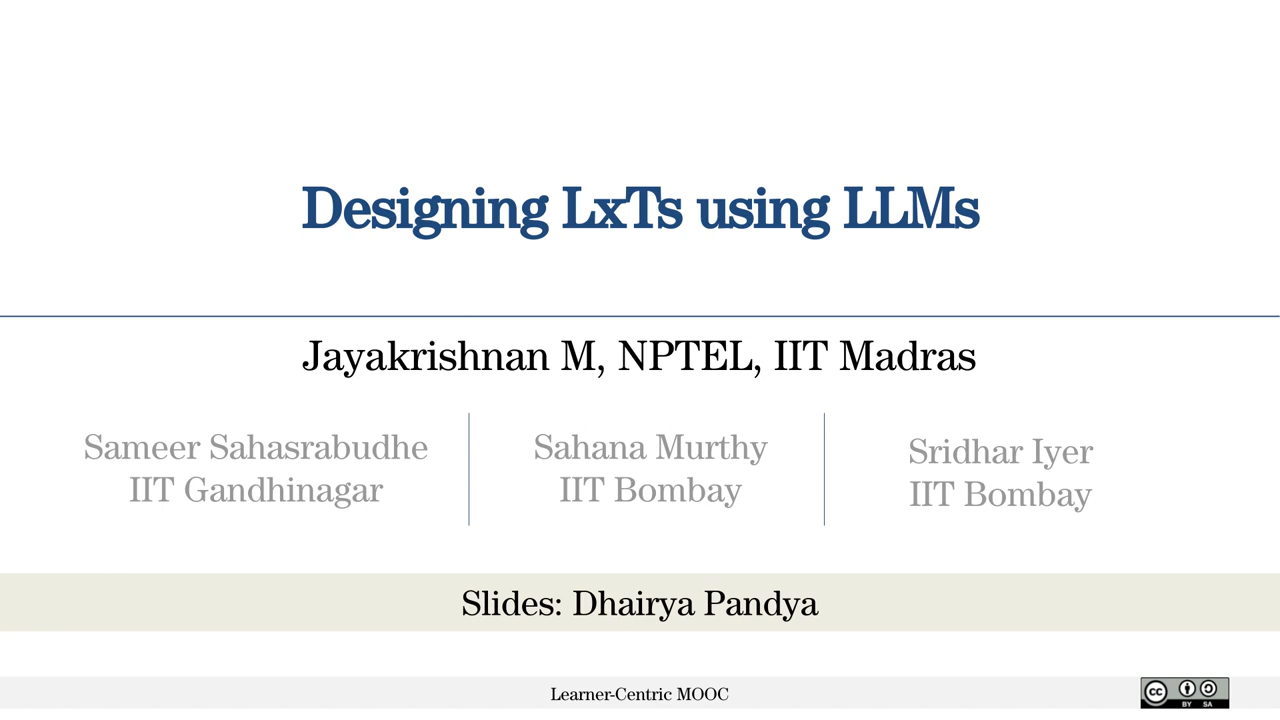 Designing LxTs using LLMs
Jayakrishnan M, NPTEL, IIT Madras
Sameer Sahasrabudhe
IIT Gandhinagar
Sahana Murthy
IIT Bombay
Sridhar Iyer
IIT Bombay
Slides: Dhairya Pandya
Learner-Centric MOOC
cc
BY SA